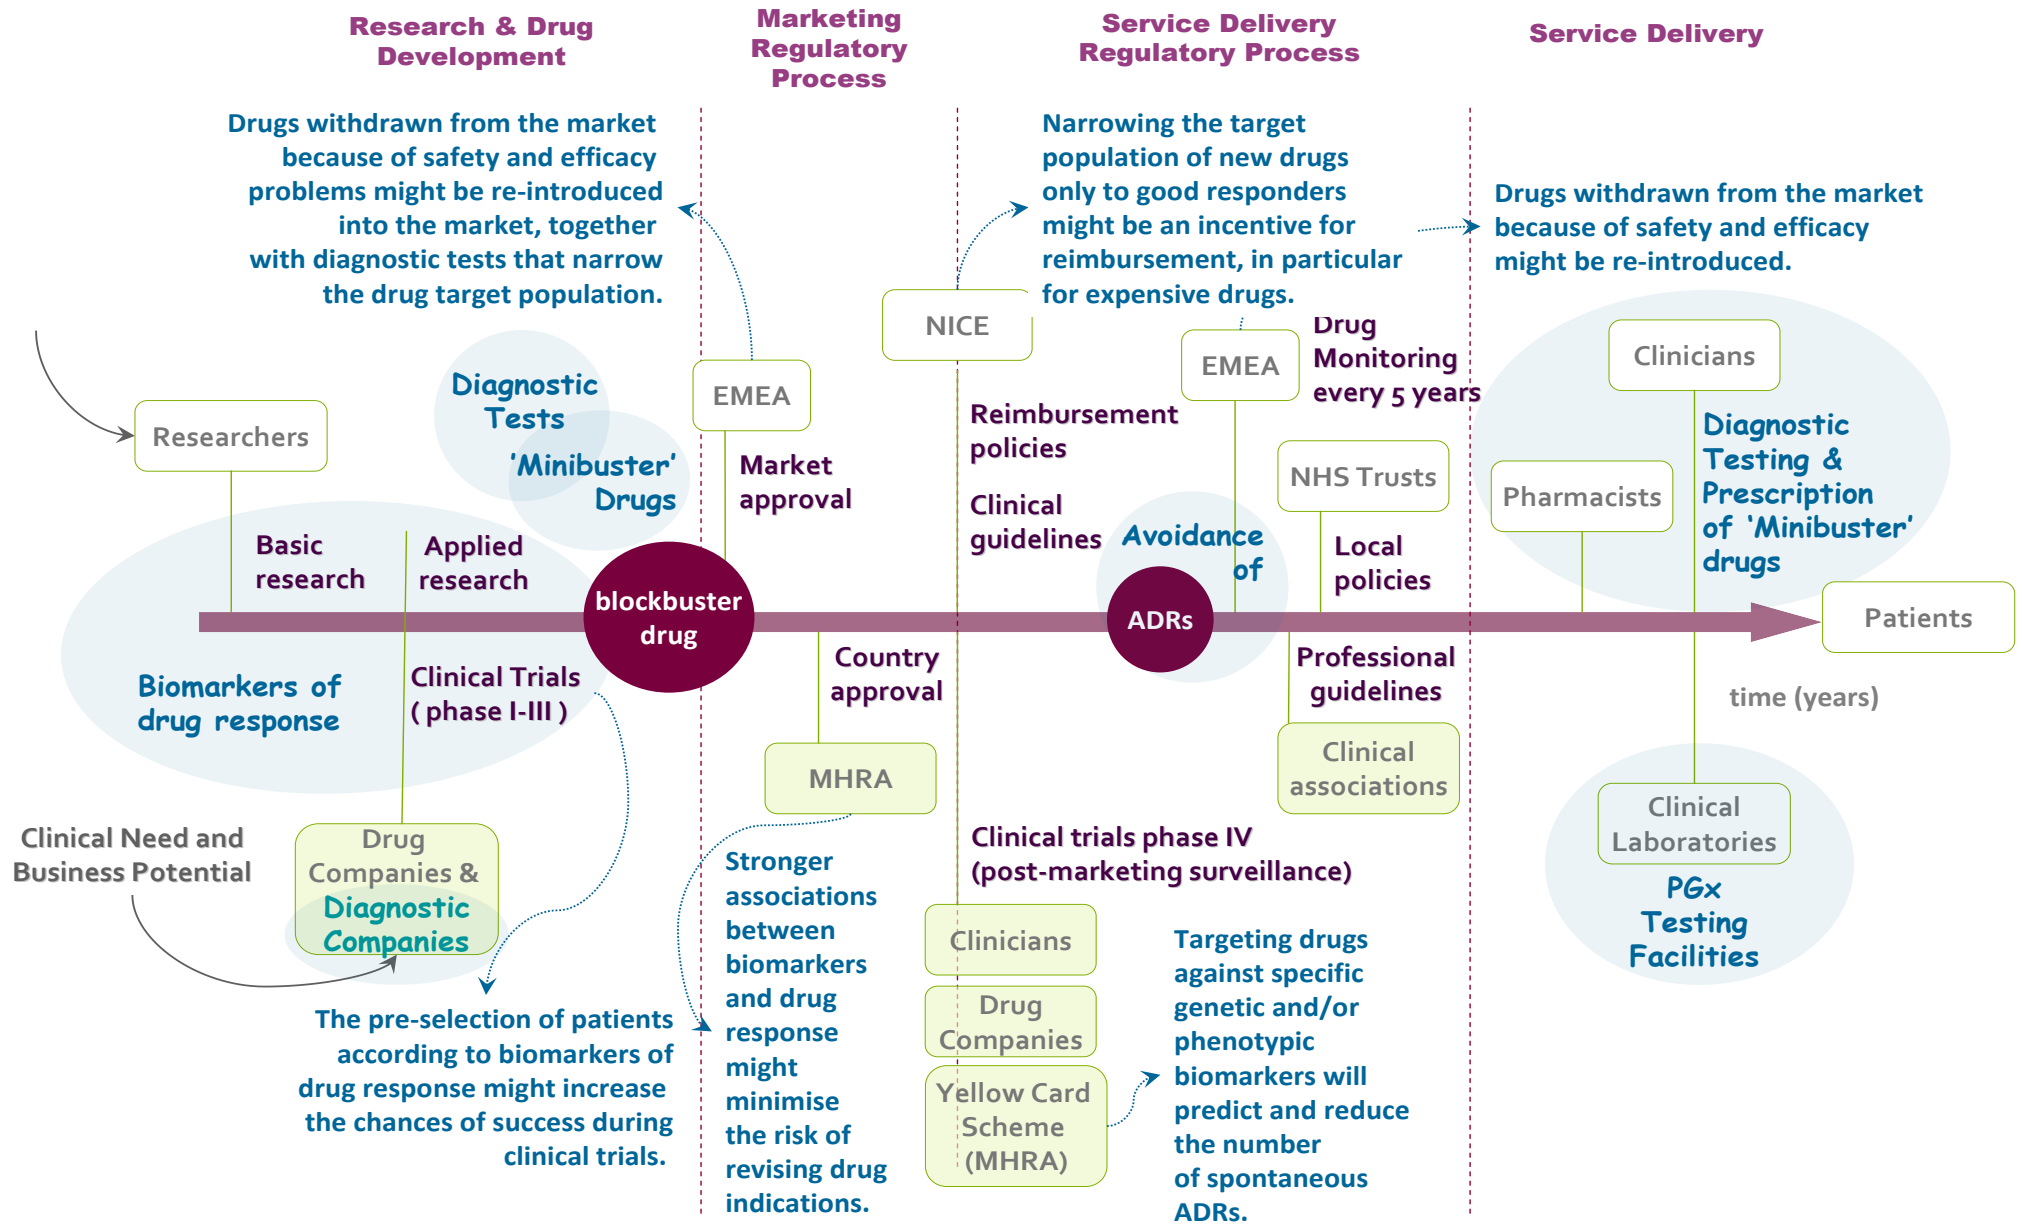 Research & Drug
Development
Marketing
Regulatory
Process
Service Delivery
Regulatory Process
Service Delivery
Drugs withdrawn from the market
because of safety and efficacy
problems might be re-introduced
into the market, together
with diagnostic tests that narrow
the drug target population.
Narrowing the target
population of new drugs
only to good responders
might be an incentive for
reimbursement, in particular
for expensive drugs.
Drugs withdrawn from the market
because of safety and efficacy
might be re-introduced.
Researchers
Diagnostic
Tests
'Minibuster'
Drugs
EMEA
Market
approval
NICE
Reimbursement
policies
Clinical
guidelines
EMEA
Drug
Monitoring
every 5 years
NHS Trusts
Local
policies
Avoidance
of
ADRs
Clinicians
Pharmacists
Diagnostic
Testing &
Prescription
of 'Minibuster'
drugs
Basic
research
Applied
research
blockbuster
drug
Patients
time (years)
Biomarkers of
drug response
Clinical Trials
( phase I-III )
Country
approval
MHRA
Professional
guidelines
Clinical
associations
Clinical
Laboratories
PGx
Testing
Facilities
Clinical Need and
Business Potential
Drug
Companies &
Diagnostic
Companies
The pre-selection of patients
according to biomarkers of
drug response might increase
the chances of success during
clinical trials.
Stronger
associations
between
biomarkers
and drug
response
might
minimise
the risk of
revising drug
indications.
Clinical trials phase IV
(post-marketing surveillance)
Clinicians
Drug
Companies
Yellow Card
Scheme
(MHRA)
Targeting drugs
against specific
genetic and/or
phenotypic
biomarkers will
predict and reduce
the number
of spontaneous
ADRs.